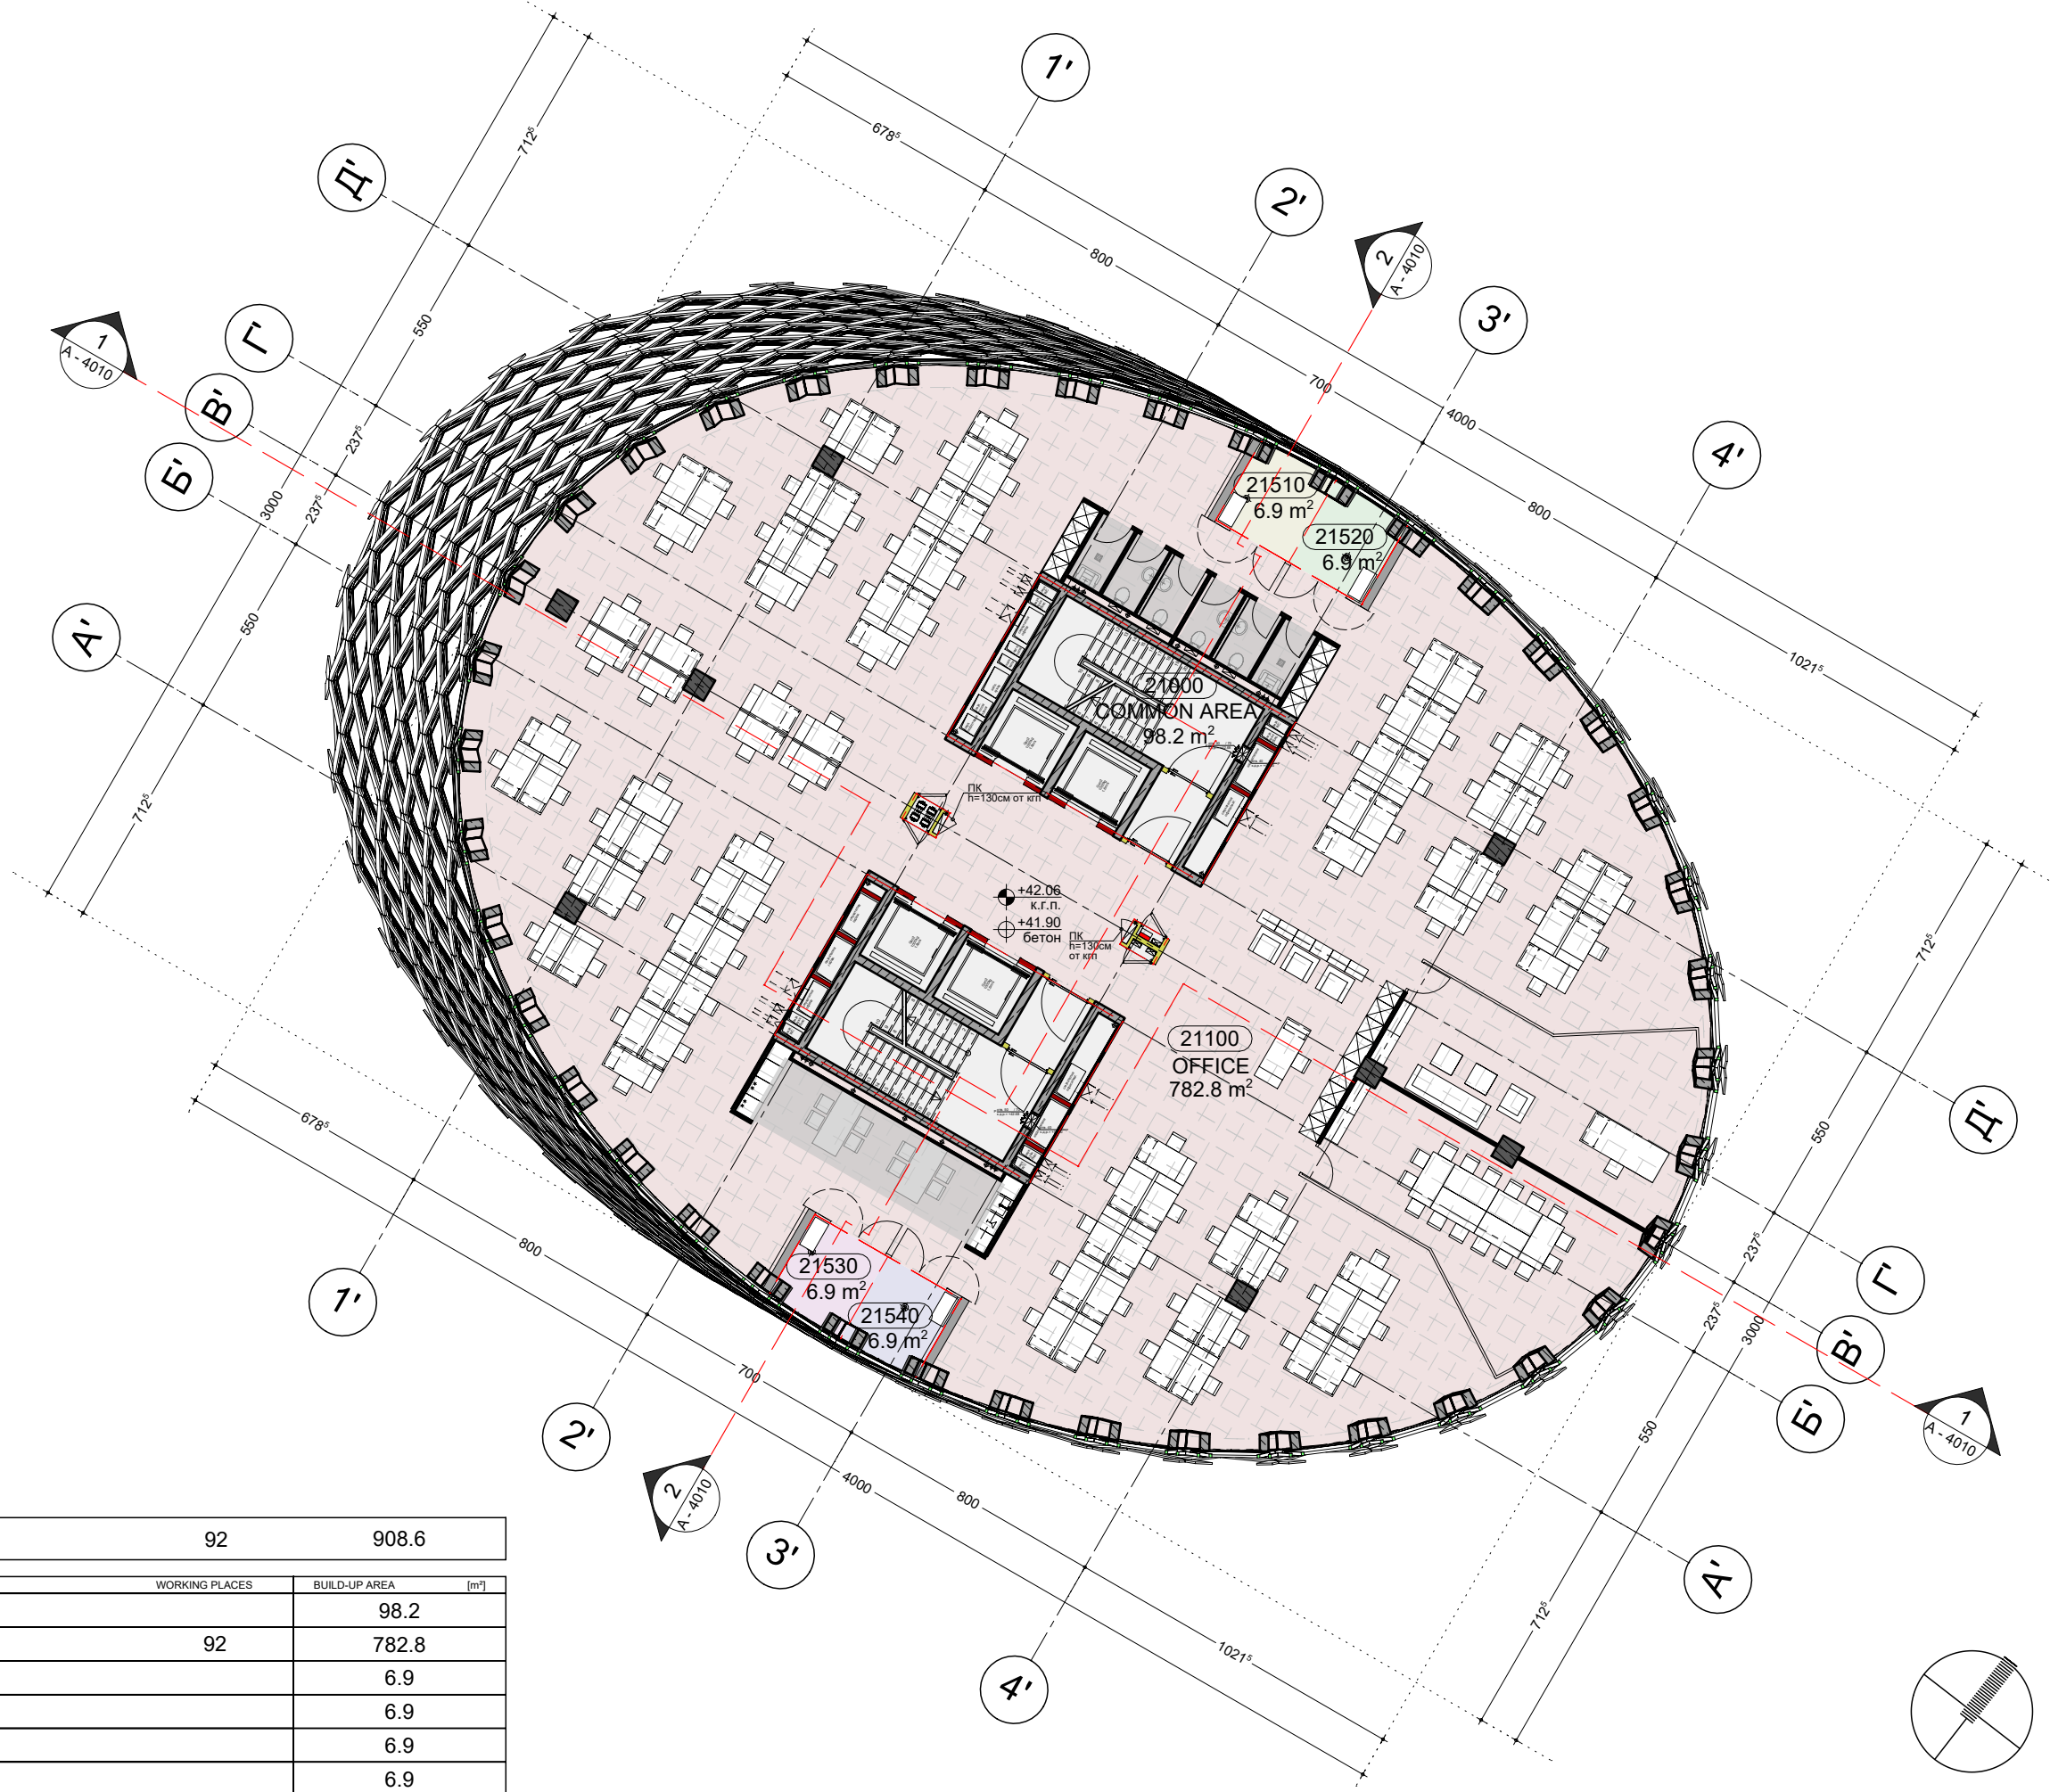 1'
2'
3'
4'
Д'
Г'
В'
Б'
А'
678⁵
800
700
4000
800
1021⁵
712⁵
550
237⁵
3000
237⁵
550
712⁵
1
A - 4010
2
A - 4010
21510
6.9 m²
21520
6.9 m²
21000
COMMON AREA
98.2 m²
ПК
h=130см от кгп
+42.06
к.г.п.
+41.90
бетон
ПК
h=130см
от кгп
21100
OFFICE
782.8 m²
21530
6.9 m²
21540
6.9 m²
712⁵
550
237⁵
3000
237⁵
550
712⁵
Д'
Г'
В'
Б'
А'
1
A - 4010
678⁵
800
700
4000
800
1021⁵
1'
2'
3'
4'
2
A - 4010
92 908.6
WORKING PLACES BUILD-UP AREA [m²]
98.2
92 782.8
6.9
6.9
6.9
6.9